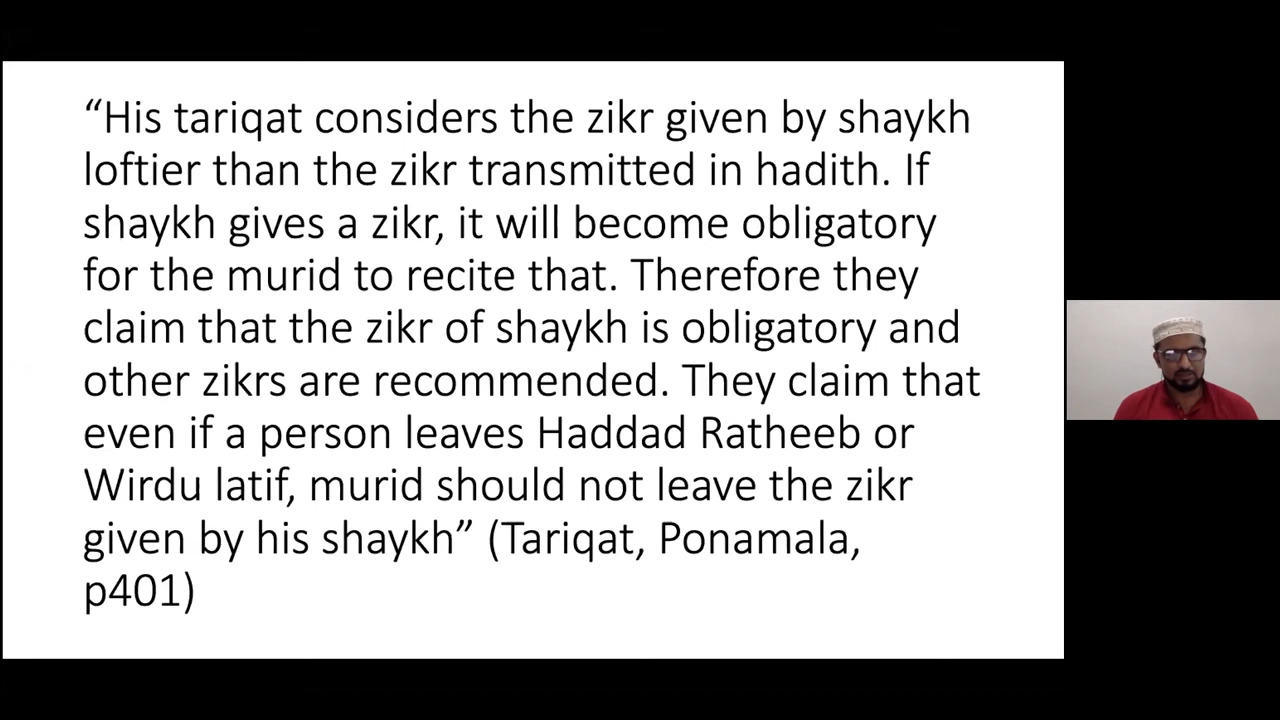 “His tariqat considers the zikr given by shaykh
loftier than the zikr transmitted in hadith. If
shaykh gives a zikr, it will become obligatory
for the murid to recite that. Therefore they
claim that the zikr of shaykh is obligatory and
other zikrs are recommended. They claim that
even if a person leaves Haddad Ratheeb or
Wirdu latif, murid should not leave the zikr
given by his shaykh” (Tariqat, Ponamala,
p401)